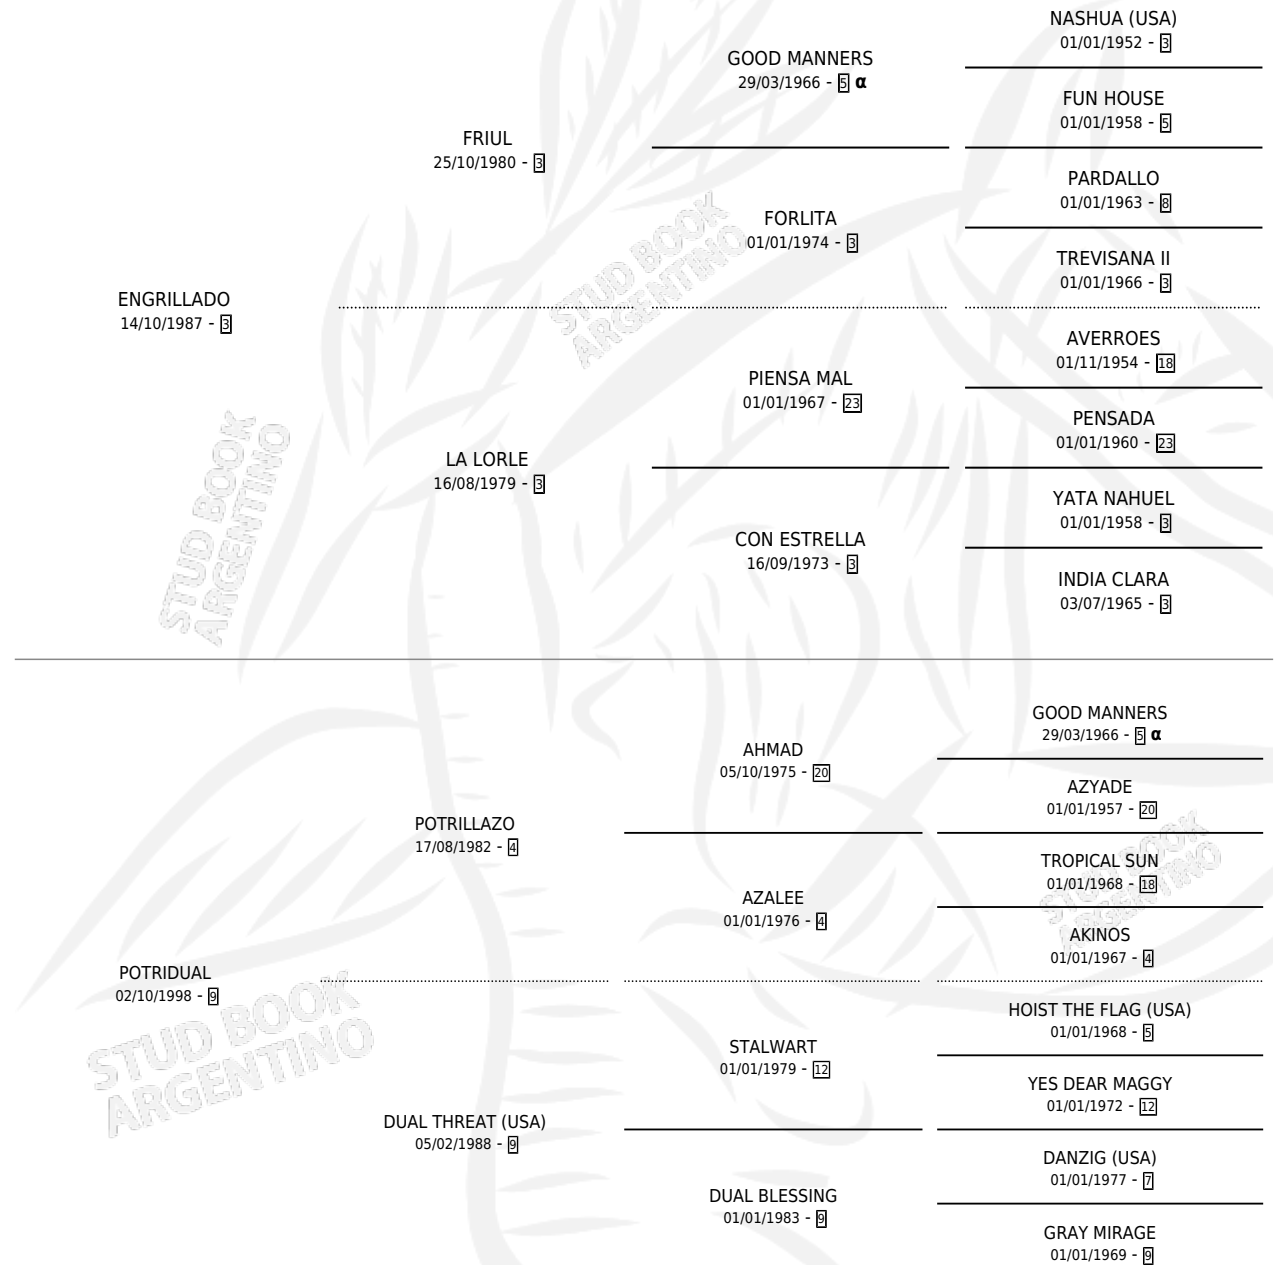 ENGRILLADO
14/10/1987 - 3
FRIUL
25/10/1980 - 3
GOOD MANNERS
29/03/1966 - 5 α
NASHUA (USA)
01/01/1952 - 3
FUN HOUSE
01/01/1958 - 5
FORLITA
01/01/1974 - 3
PARDALLO
01/01/1963 - 8
TREVISANA II
01/01/1966 - 3
LA LORLE
16/08/1979 - 3
PIENSA MAL
01/01/1967 - 23
AVERROES
01/11/1954 - 18
PENSADA
01/01/1960 - 23
CON ESTRELLA
16/09/1973 - 3
YATA NAHUEL
01/01/1958 - 3
INDIA CLARA
03/07/1965 - 3
POTRIDUAL
02/10/1998 - 9
POTRILLAZO
17/08/1982 - 4
AHMAD
05/10/1975 - 20
GOOD MANNERS
29/03/1966 - 5 α
AZYADE
01/01/1957 - 20
AZALEE
01/01/1976 - 4
TROPICAL SUN
01/01/1968 - 18
AKINOS
01/01/1967 - 4
DUAL THREAT (USA)
05/02/1988 - 9
STALWART
01/01/1979 - 12
HOIST THE FLAG (USA)
01/01/1968 - 5
YES DEAR MAGGY
01/01/1972 - 12
DUAL BLESSING
01/01/1983 - 9
DANZIG (USA)
01/01/1977 - 7
GRAY MIRAGE
01/01/1969 - 9
STUD BOOK
ARGENTINO
STUD BOOK
ARGENTINO
STUD BOOK
ARGENTINO
STUD BOOK
ARGENTINO